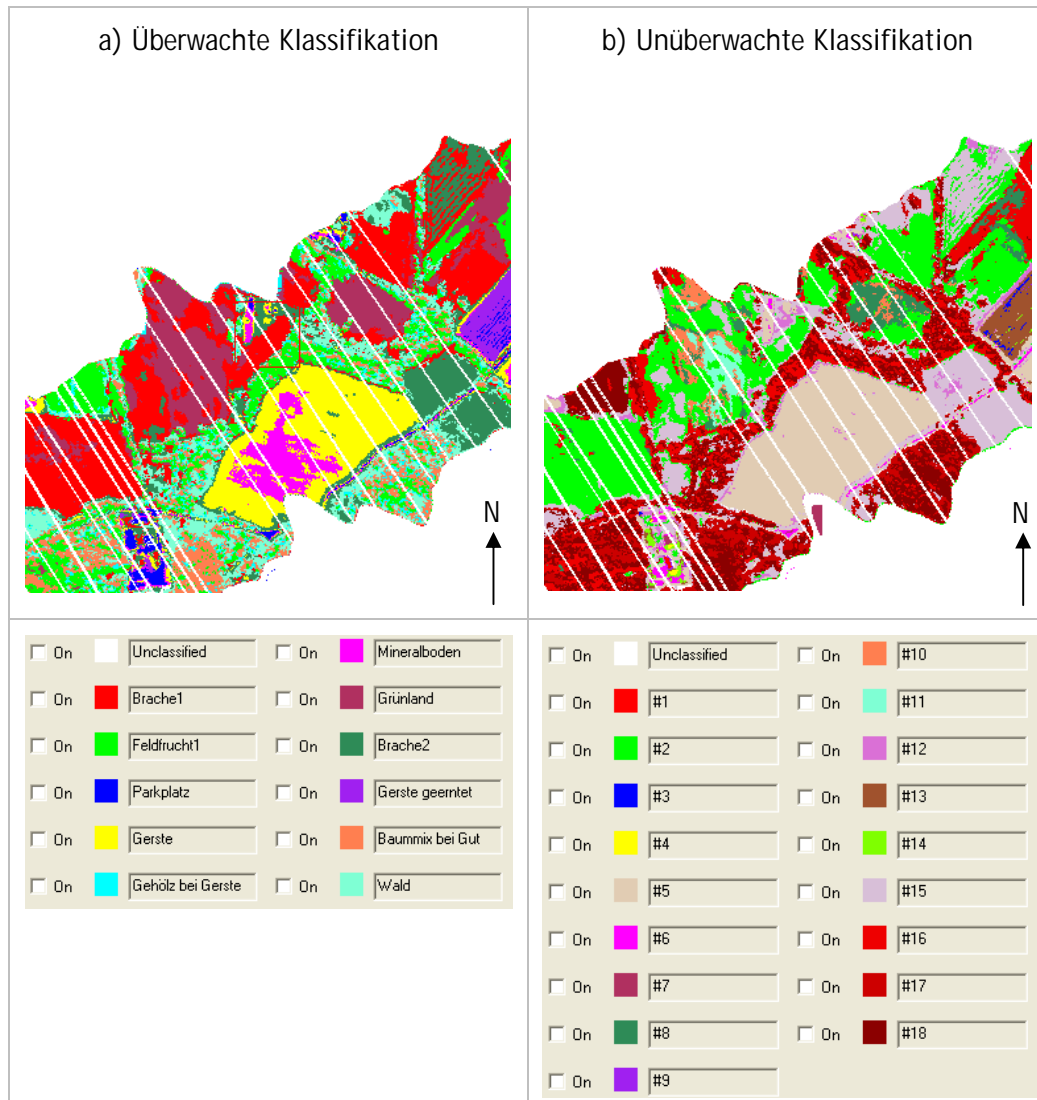 a) Überwachte Klassifikation
b) Unüberwachte Klassifikation
N
N
On Unclassified On Mineralboden
On Brache1 On Grünland
On Feldfrucht1 On Brache2
On Parkplatz On Gerste geerntet
On Gerste On Baummix bei Gut
On Gehölz bei Gerste On Wald
On Unclassified On #10
On #1 On #11
On #2 On #12
On #3 On #13
On #4 On #14
On #5 On #15
On #6 On #16
On #7 On #17
On #8 On #18
On #9